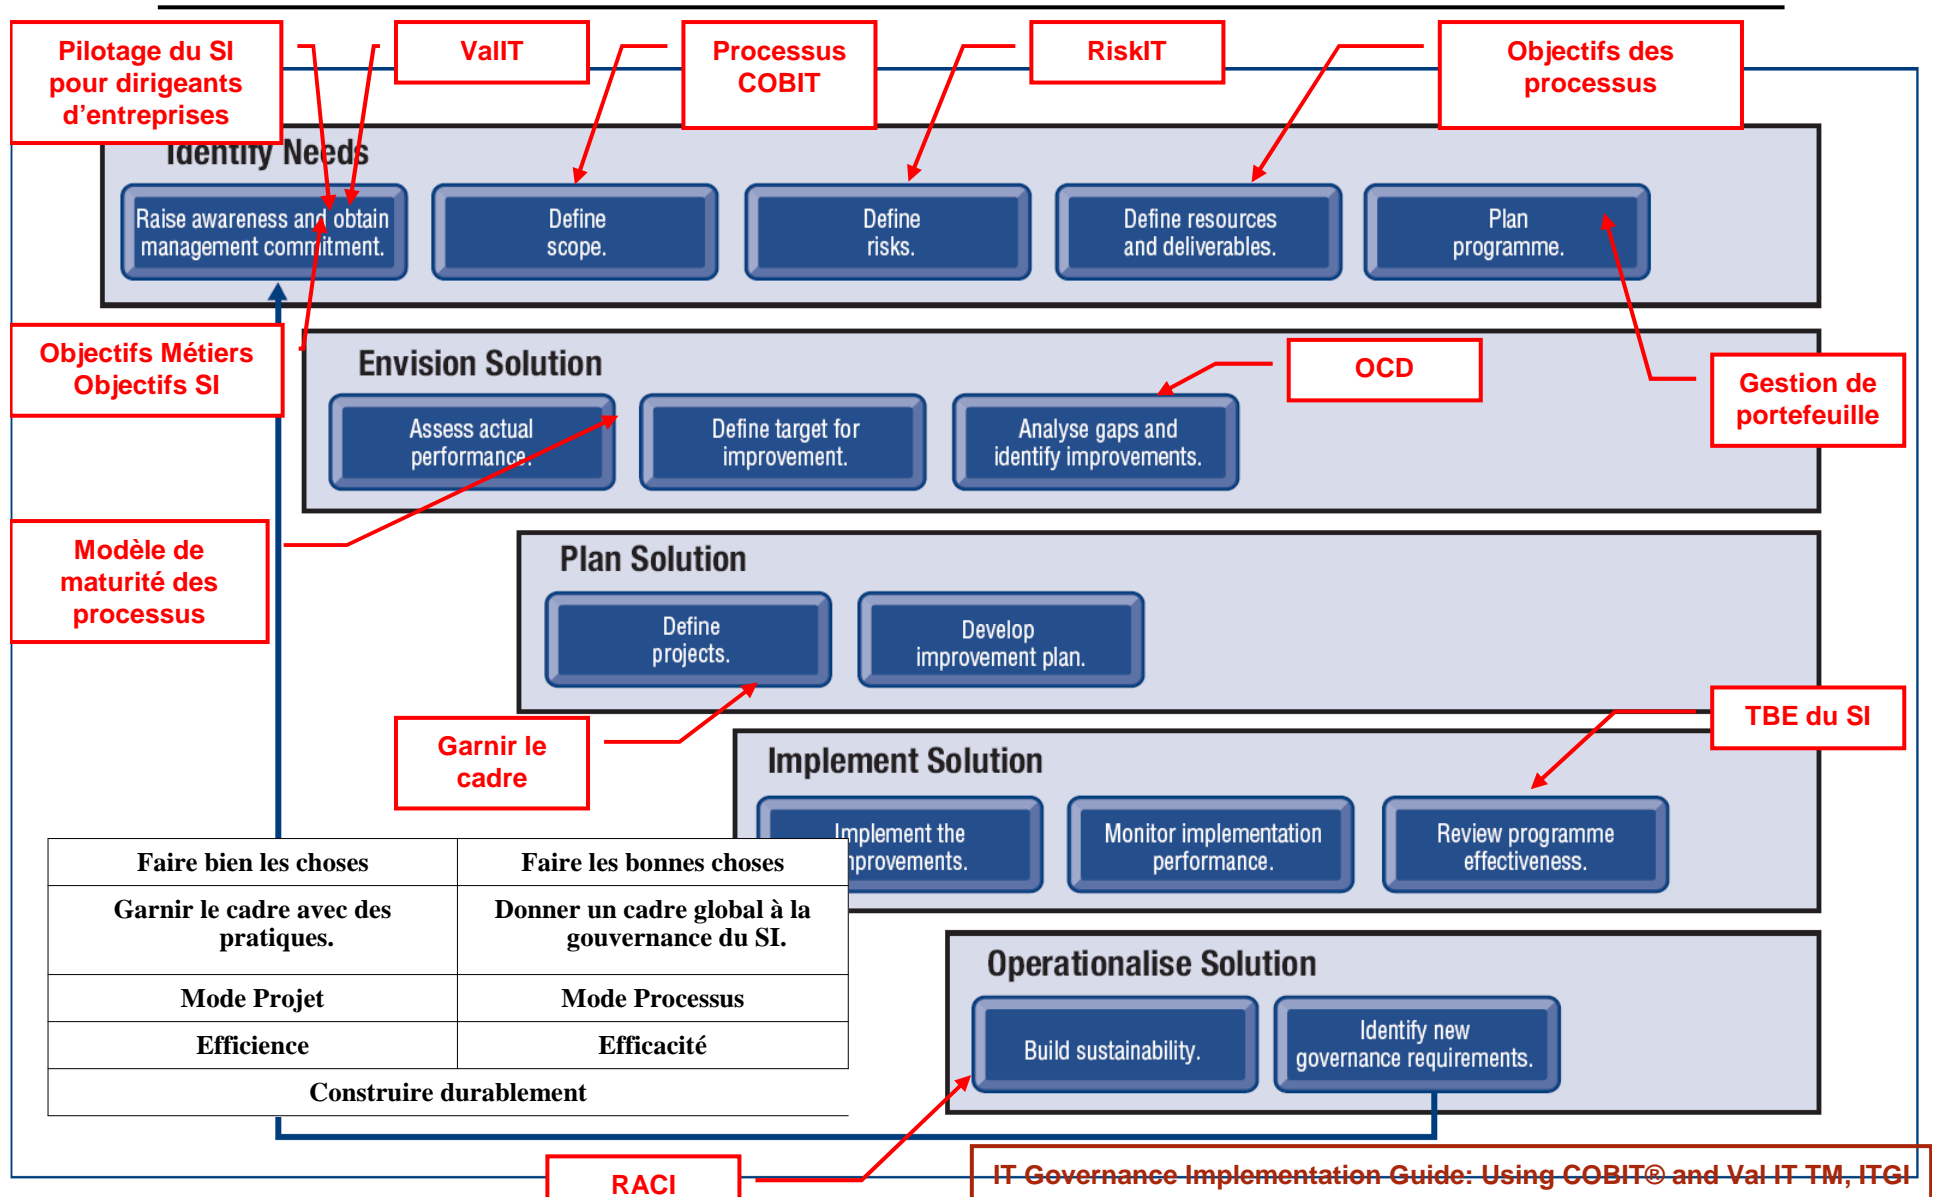 Pilotage du SI
pour dirigeants
d'entreprises
ValIT
Processus
COBIT
RiskIT
Objectifs des
processus
Identify Needs
Raise awareness and obtain
management commitment.
Define
scope.
Define
risks.
Define resources
and deliverables.
Plan
programme.
Objectifs Métiers
Objectifs SI
Envision Solution
OCD
Gestion de
portefeuille
Assess actual
performance.
Define target for
improvement.
Analyse gaps and
identify improvements.
Modèle de
maturité des
processus
Plan Solution
Define
projects.
Develop
improvement plan.
TBE du SI
Garnir le
cadre
Implement Solution
Implement the
mprovements.
Monitor implementation
performance.
Review programme
effectiveness.
Faire bien les choses
Faire les bonnes choses
Garnir le cadre avec des
pratiques.
Donner un cadre global à la
gouvernance du SI.
Mode Projet
Mode Processus
Efficience
Efficacité
Construire durablement
Operationalise Solution
Build sustainability.
Identify new
governance requirements.
RACI
IT Governance Implementation Guide: Using COBIT® and Val IT TM, ITGI